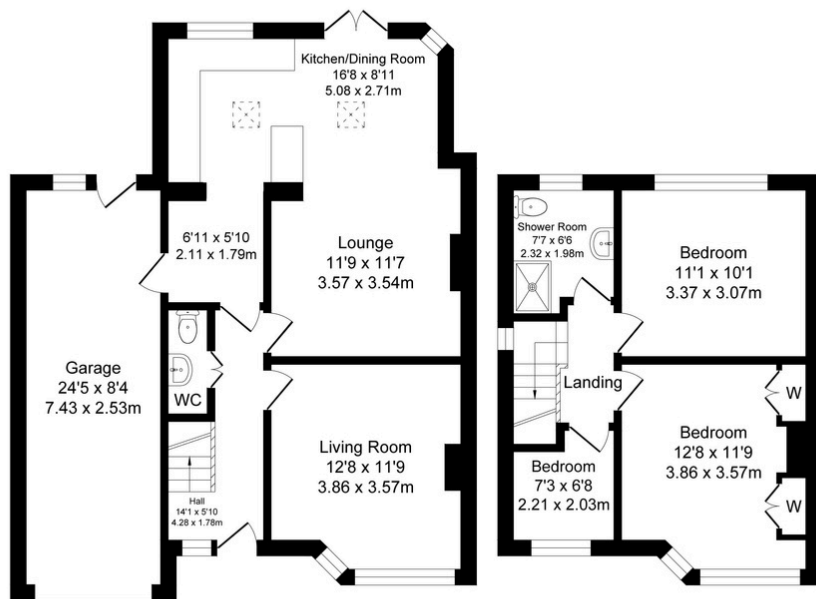 Kitchen/Dining Room
16'8 x 8'11
5.08 x 2.71m
6'11 x 5'10
2.11 x 1.79m
Lounge
11'9 x 11'7
3.57 x 3.54m
Garage
24'5 x 8'4
7.43 x 2.53m
WC
Living Room
12'8 x 11'9
3.86 x 3.57m
Hall
14'1 x 5'10
4.28 x 1.78m
Shower Room
7'7 x 6'6
2.32 x 1.98m
Bedroom
11'1 x 10'1
3.37 x 3.07m
Landing
W
Bedroom
12'8 x 11'9
3.86 x 3.57m
W
Bedroom
7'3 x 6'8
2.21 x 2.03m